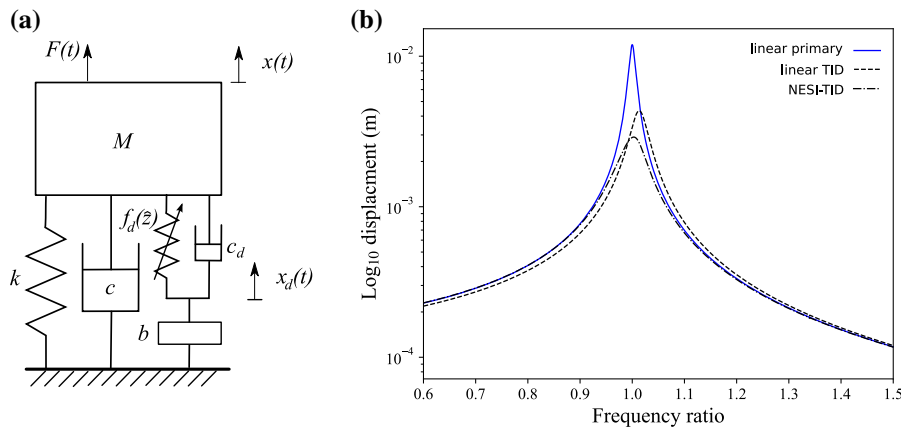 (a)
F(t)
x(t)
M
f_d(z̃)
c_d
k
c
x_d(t)
b
(b)
Log₁₀ displacment (m)
10⁻²
10⁻³
10⁻⁴
linear primary
linear TID
NESI-TID
0.6 0.7 0.8 0.9 1.0 1.1 1.2 1.3 1.4 1.5
Frequency ratio